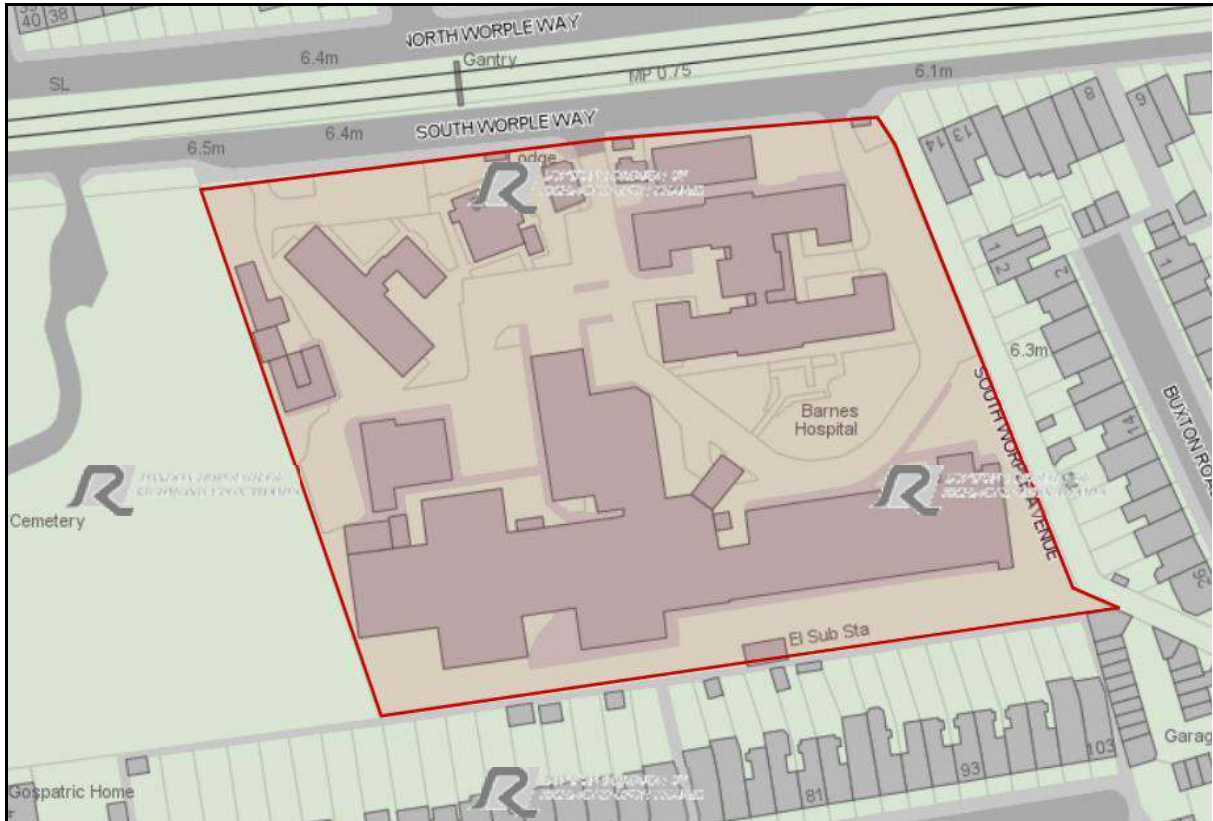 40 38
NORTH WORPLE WAY
6.4m
Gantry
SL
MP 0.75
6.1m
SOUTH WORPLE WAY
6.4m
6.5m
8
6
13
14
Lodge
R
1
2
2
1
6.3m
SOUTH WORPLE AVENUE
BUXTON ROAD
Barnes
Hospital
14
R
R
Cemetery
26
El Sub Sta
Garag
103
93
81
Gospatric Home
R